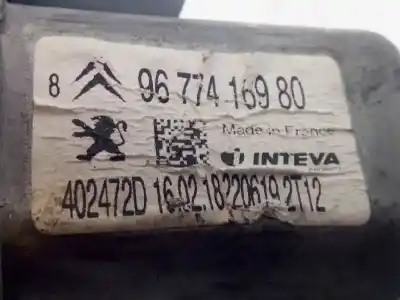 8 96 774 169 80
Made in France
INTEVA
402472D 16.02.18220619 2T12